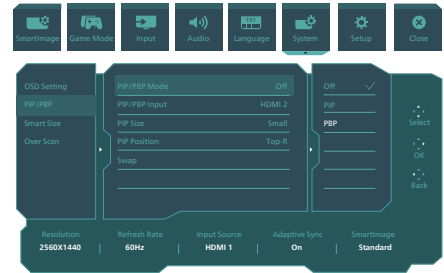 SmartImage Game Mode Input Audio TXT Language System Setup Close
OSD Setting
PIP/PBP
Smart Size
Over Scan
PIP/PBP Mode Off
PIP/PBP Input HDMI 2
PIP Size Small
PIP Position Top-R
Swap
Off
PIP
PBP
Select
OK
Back
Resolution Refresh Rate Input Source Adaptive Sync SmartImage
2560X1440 | 60Hz | HDMI 1 | On | Standard